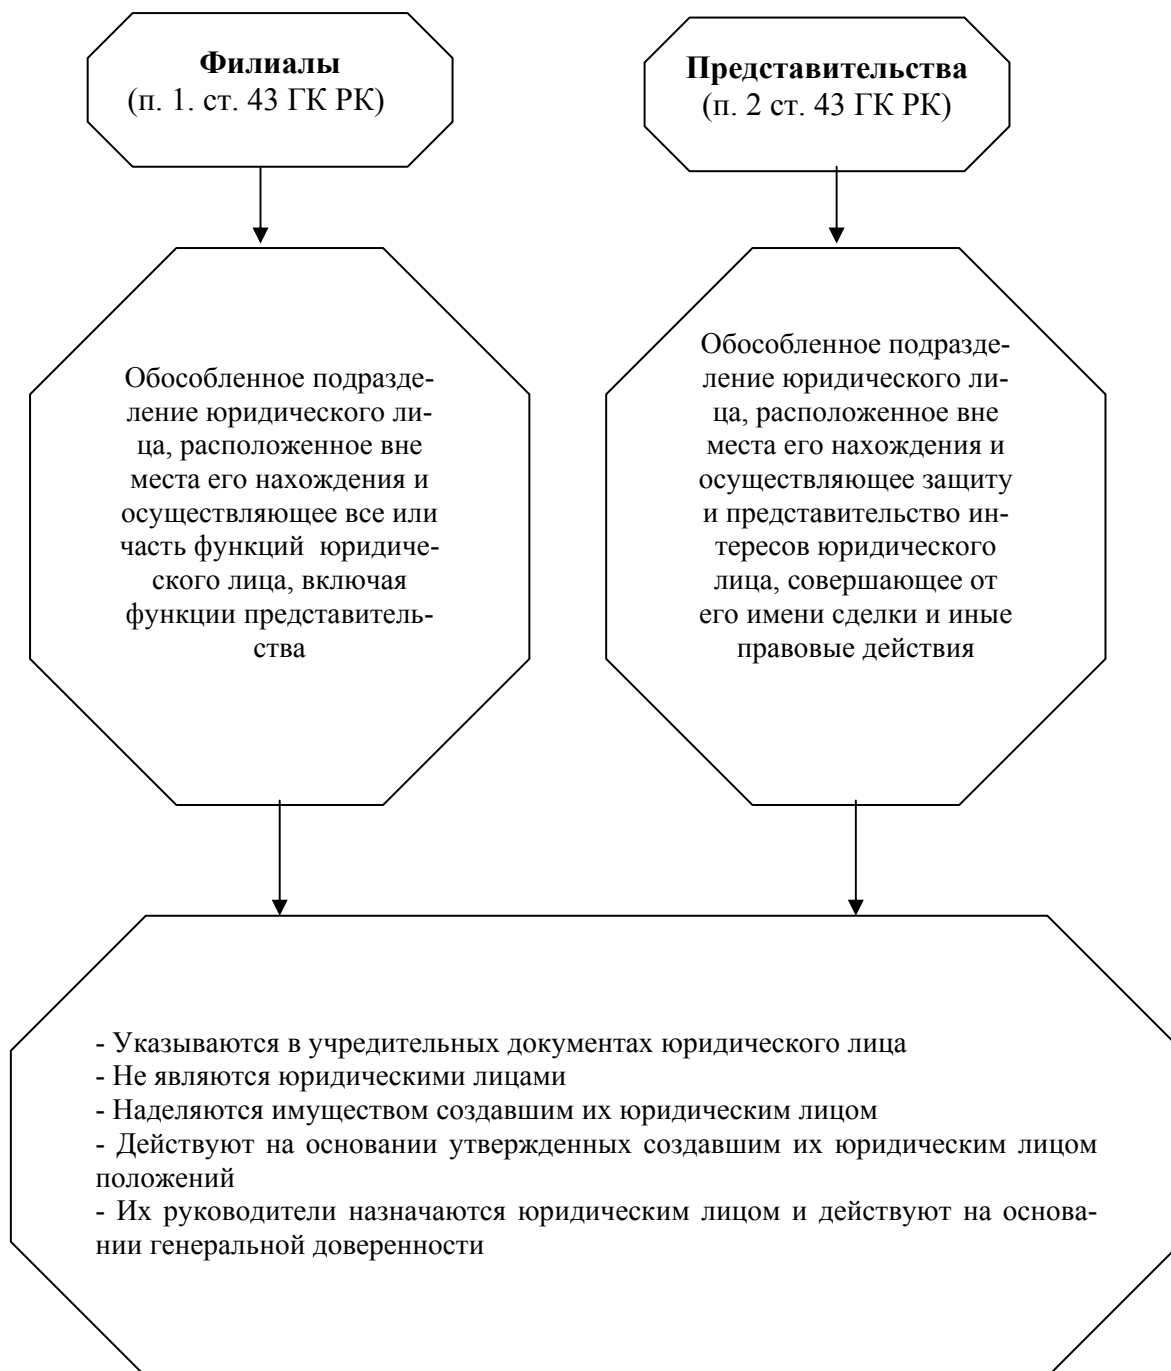 Филиалы
(п. 1. ст. 43 ГК РК)
Представительства
(п. 2 ст. 43 ГК РК)
Обособленное подразде-
ление юридического ли-
ца, расположенное вне
места его нахождения и
осуществляющее все или
часть функций  юридиче-
ского лица, включая
функции представитель-
ства
Обособленное подразде-
ление юридического ли-
ца, расположенное вне
места его нахождения и
осуществляющее защиту
и представительство ин-
тересов юридического
лица, совершающее от
его имени сделки и иные
правовые действия
- Указываются в учредительных документах юридического лица
- Не являются юридическими лицами
- Наделяются имуществом создавшим их юридическим лицом
- Действуют на основании утвержденных создавшим их юридическим лицом
положений
- Их руководители назначаются юридическим лицом и действуют на основа-
нии генеральной доверенности